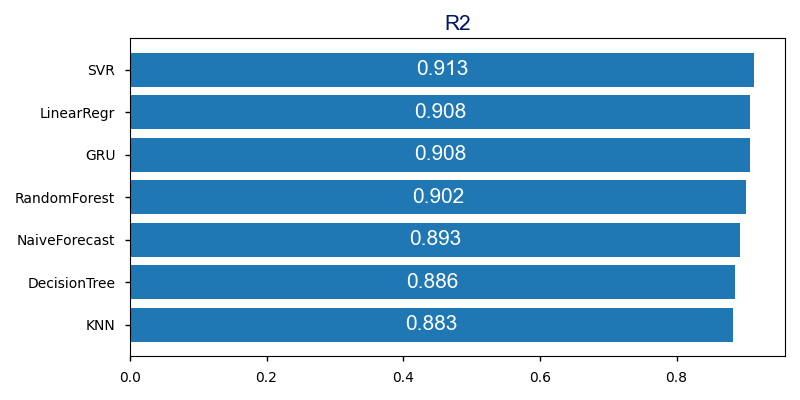 R2
SVR 0.913
LinearRegr 0.908
GRU 0.908
RandomForest 0.902
NaiveForecast 0.893
DecisionTree 0.886
KNN 0.883
0.0 0.2 0.4 0.6 0.8